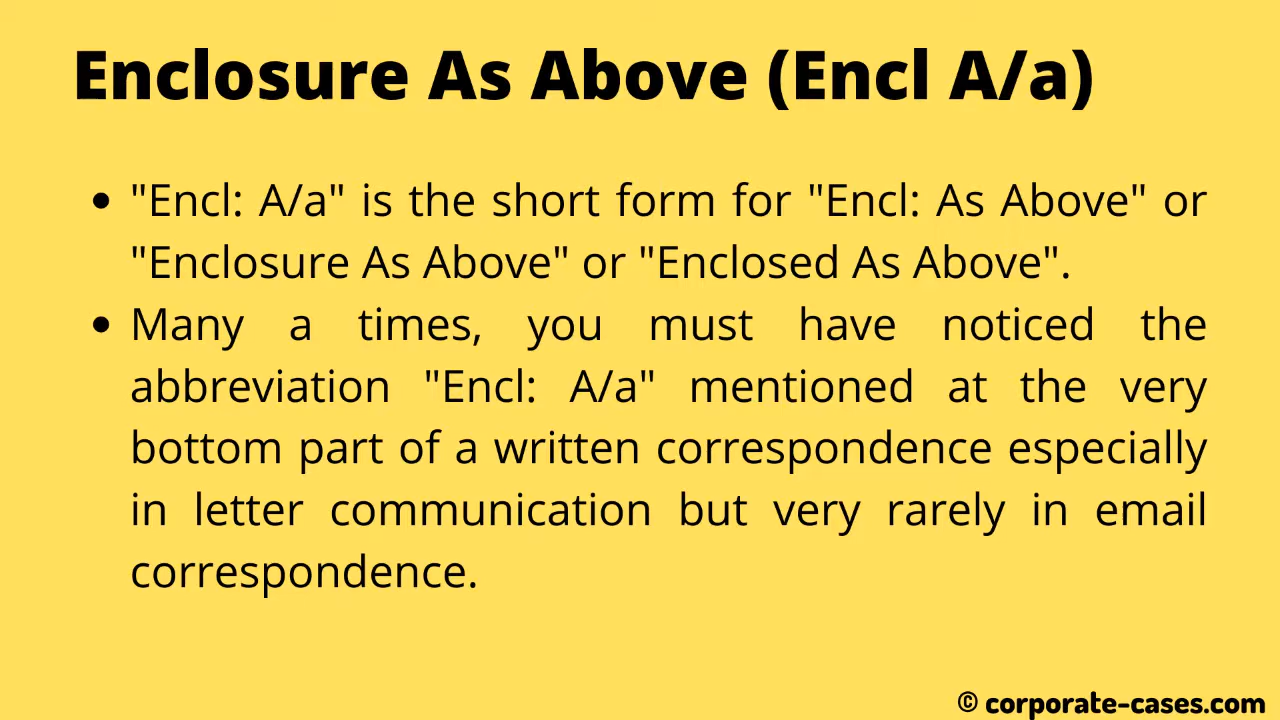 Enclosure As Above (Encl A/a)
• "Encl: A/a" is the short form for "Encl: As Above" or
"Enclosure As Above" or "Enclosed As Above".
• Many a times, you must have noticed the
abbreviation "Encl: A/a" mentioned at the very
bottom part of a written correspondence especially
in letter communication but very rarely in email
correspondence.
© corporate-cases.com